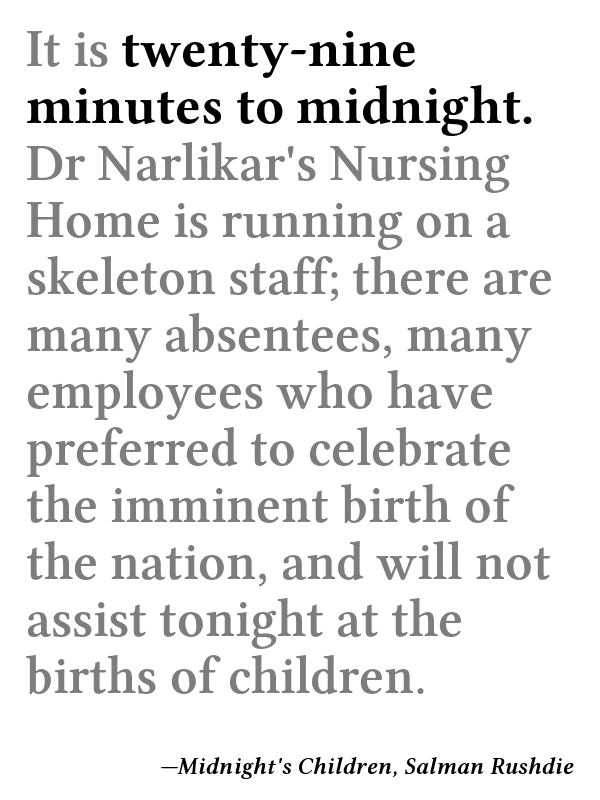 It is twenty-nine
minutes to midnight.
Dr Narlikar's Nursing
Home is running on a
skeleton staff; there are
many absentees, many
employees who have
preferred to celebrate
the imminent birth of
the nation, and will not
assist tonight at the
births of children.
—Midnight's Children, Salman Rushdie